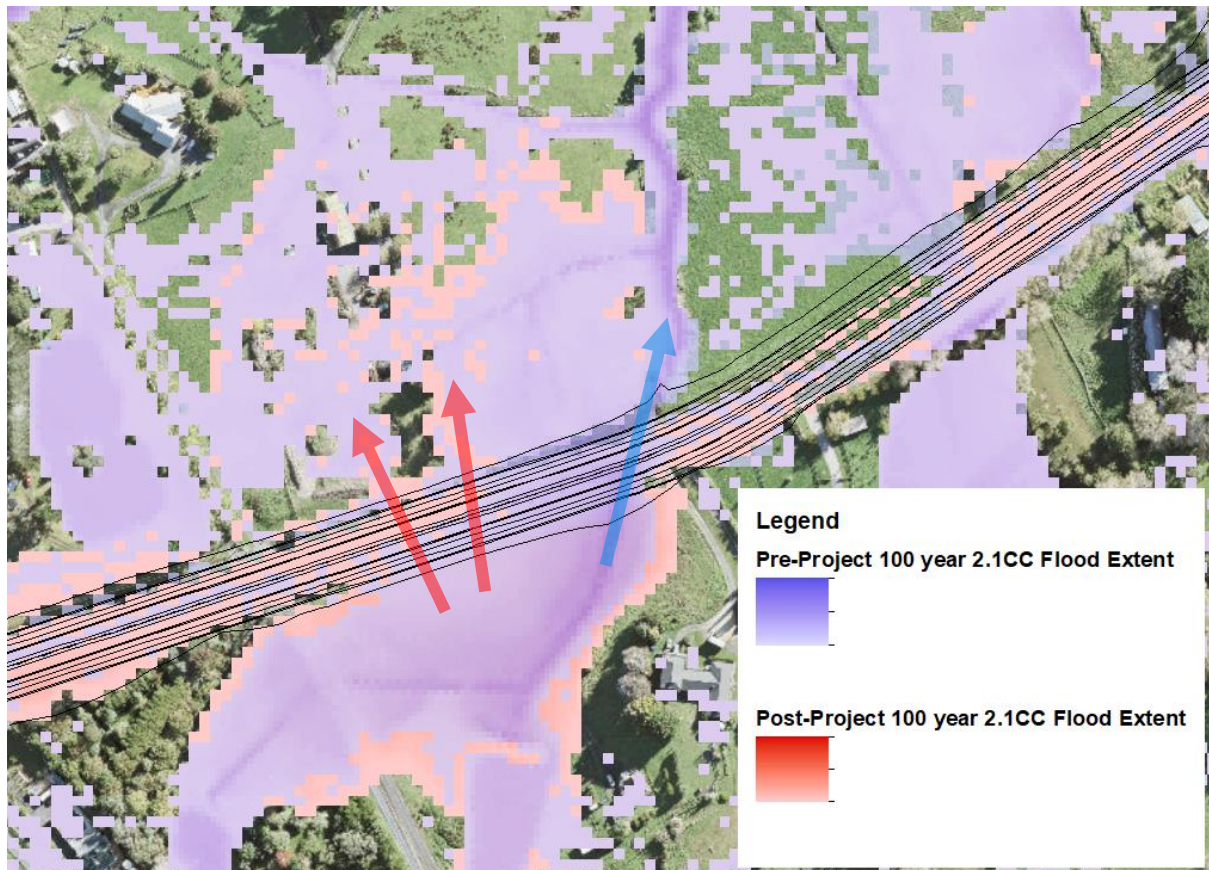 Legend
Pre-Project 100 year 2.1CC Flood Extent
Post-Project 100 year 2.1CC Flood Extent